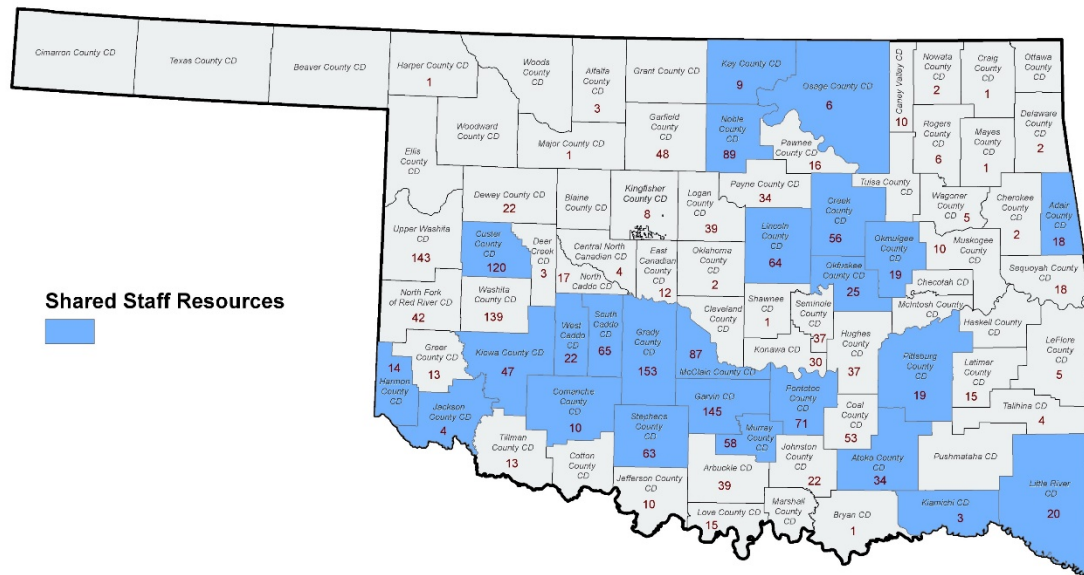 Cimarron County CD
Texas County CD
Beaver County CD
Harper County CD
1
Woods
County
CD
Alfalfa
County
CD
3
Grant County CD
Kay County CD
9
Osage County CD
6
Caney Valley CD
10
Nowata
County
CD
2
Craig
County
CD
1
Ottawa
County
CD
Woodward
County
CD
Major County CD
1
Garfield
County
CD
48
Noble
County
CD
89
Pawnee
County CD
16
Rogers
County
CD
6
Mayes
County
CD
1
Delaware
County
CD
2
Ellis
County
CD
Dewey County CD
22
Blaine
County CD
Kingfisher
County CD
8
Logan
County
CD
39
Payne County CD
34
Creek
County
CD
56
Tulsa County
CD
Wagoner
County CD
5
Cherokee
County
CD
2
Adair
County
CD
18
Upper Washita
CD
143
Custer
County
CD
120
Deer
Creek
CD
3
Central North
Canadian CD
4
17
North
Caddo CD
East
Canadian
County
CD
12
Oklahoma
County CD
2
Lincoln
County
CD
64
Okmulgee
County
CD
19
10
Muskogee
County
CD
Sequoyah County
CD
18
Shared Staff Resources
North Fork
of Red River CD
42
Washita
County CD
139
Cleveland
County
CD
Shawnee
CD
1
Seminole
County
CD
37
Okfuskee
County CD
25
Checotah CD
McIntosh County
CD
Haskell County
CD
LeFlore
County
CD
5
Greer
County CD
13
Kiowa County CD
47
West
Caddo
CD
22
South
Caddo
CD
65
Grady
County
CD
153
87
McClain County CD
Konawa CD
30
Hughes
County
CD
37
Pittsburg
County
CD
19
Latimer
County
CD
15
14
Harmon
County
CD
Jackson
County CD
4
Comanche
County
CD
10
Stephens
County
CD
63
Garvin CD
145
Pontotoc
County
CD
71
Coal
County
CD
53
Talihina CD
4
Tillman
County CD
13
Cotton
County
CD
58
Murray
County
CD
Arbuckle
CD
39
Johnston
County
CD
22
Atoka County
CD
34
Pushmataha CD
Little River
CD
20
Jefferson County
CD
10
Love County CD
15
Marshall
County
CD
Bryan CD
1
Kiamichi CD
3